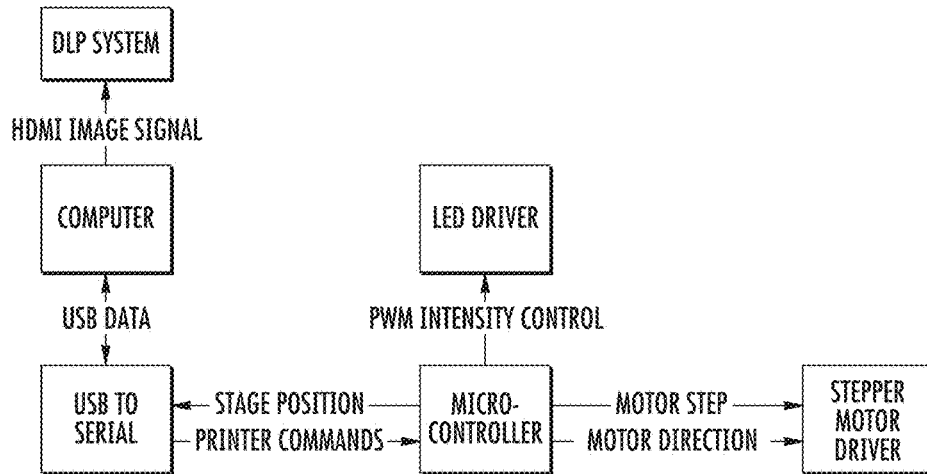 DLP SYSTEM
HDMI IMAGE SIGNAL
COMPUTER
LED DRIVER
USB DATA
PWM INTENSITY CONTROL
USB TO
SERIAL
STAGE POSITION
PRINTER COMMANDS
MICRO-
CONTROLLER
MOTOR STEP
MOTOR DIRECTION
STEPPER
MOTOR
DRIVER